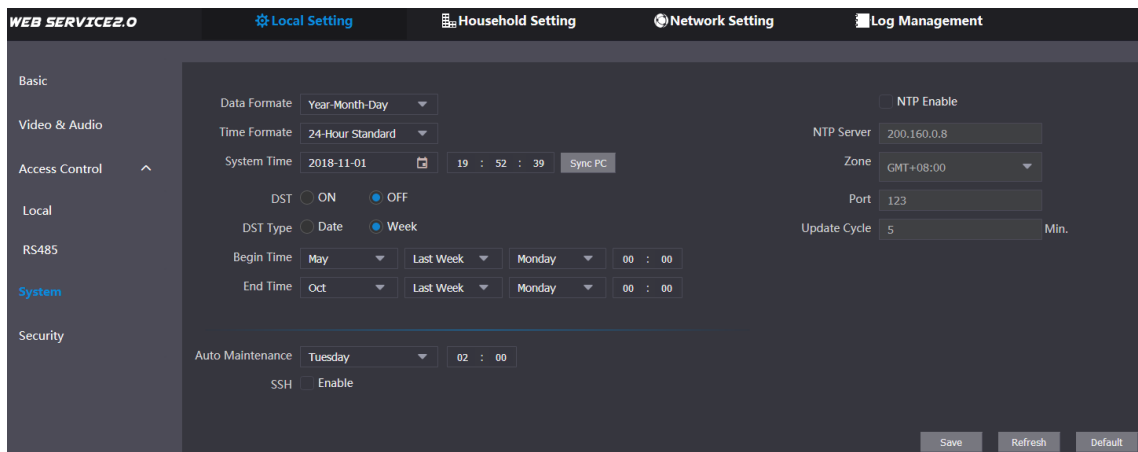 WEB SERVICE2.0 Local Setting Household Setting Network Setting Log Management
Basic
Video & Audio
Access Control
Local
RS485
System
Security
Data Formate Year-Month-Day
Time Formate 24-Hour Standard
System Time 2018-11-01 19 : 52 : 39 Sync PC
DST ON OFF
DST Type Date Week
Begin Time May Last Week Monday 00 : 00
End Time Oct Last Week Monday 00 : 00
Auto Maintenance Tuesday 02 : 00
SSH Enable
NTP Enable
NTP Server 200.160.0.8
Zone GMT+08:00
Port 123
Update Cycle 5 Min.
Save Refresh Default